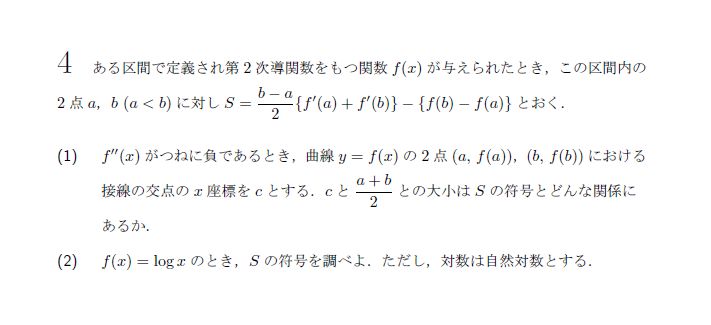 4 ある区間で定義され第 2 次導関数をもつ関数 f(x) が与えられたとき，この区間内の
2 点 a，b (a < b) に対し S = \frac{b − a}{2}{f′(a) + f′(b)} − {f(b) − f(a)} とおく．
(1) f″(x) がつねに負であるとき，曲線 y = f(x) の 2 点 (a, f(a))，(b, f(b)) における
接線の交点の x 座標を c とする．c と \frac{a + b}{2} との大小は S の符号とどんな関係に
あるか．
(2) f(x) = log x のとき，S の符号を調べよ．ただし，対数は自然対数とする．